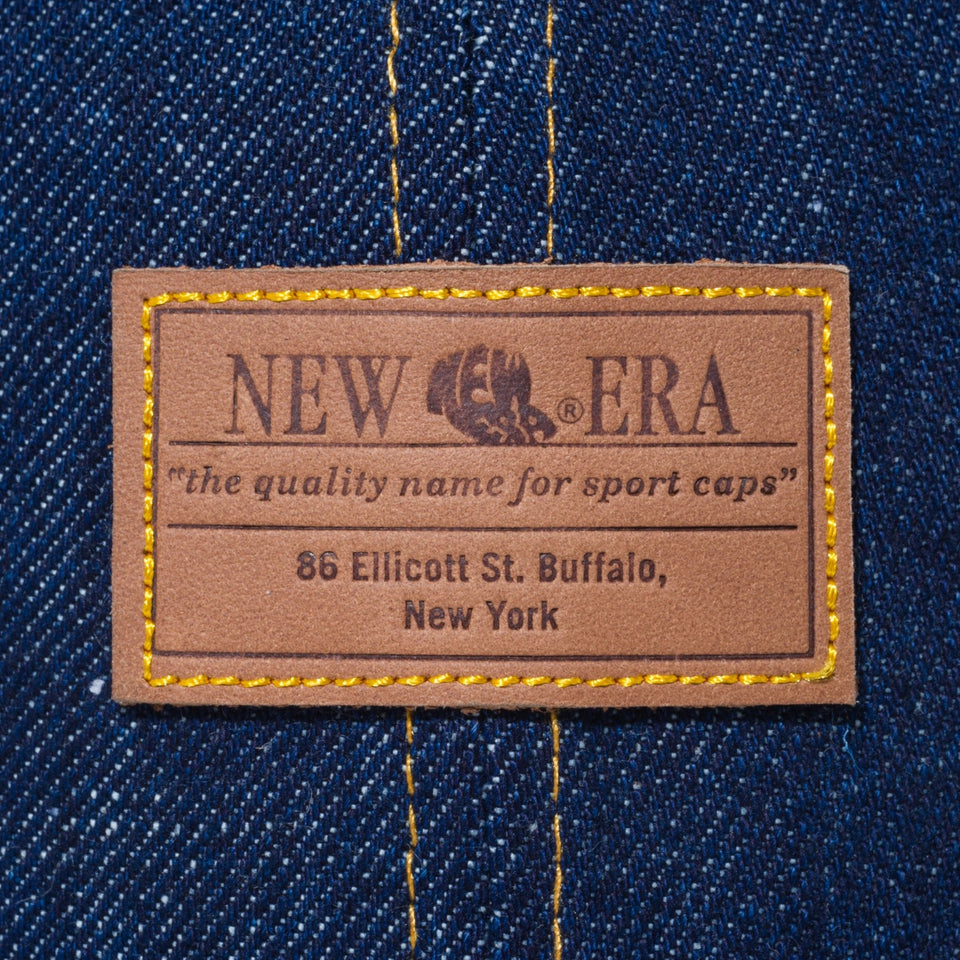 NEW ® ERA
“the quality name for sport caps”
86 Ellicott St. Buffalo,
New York